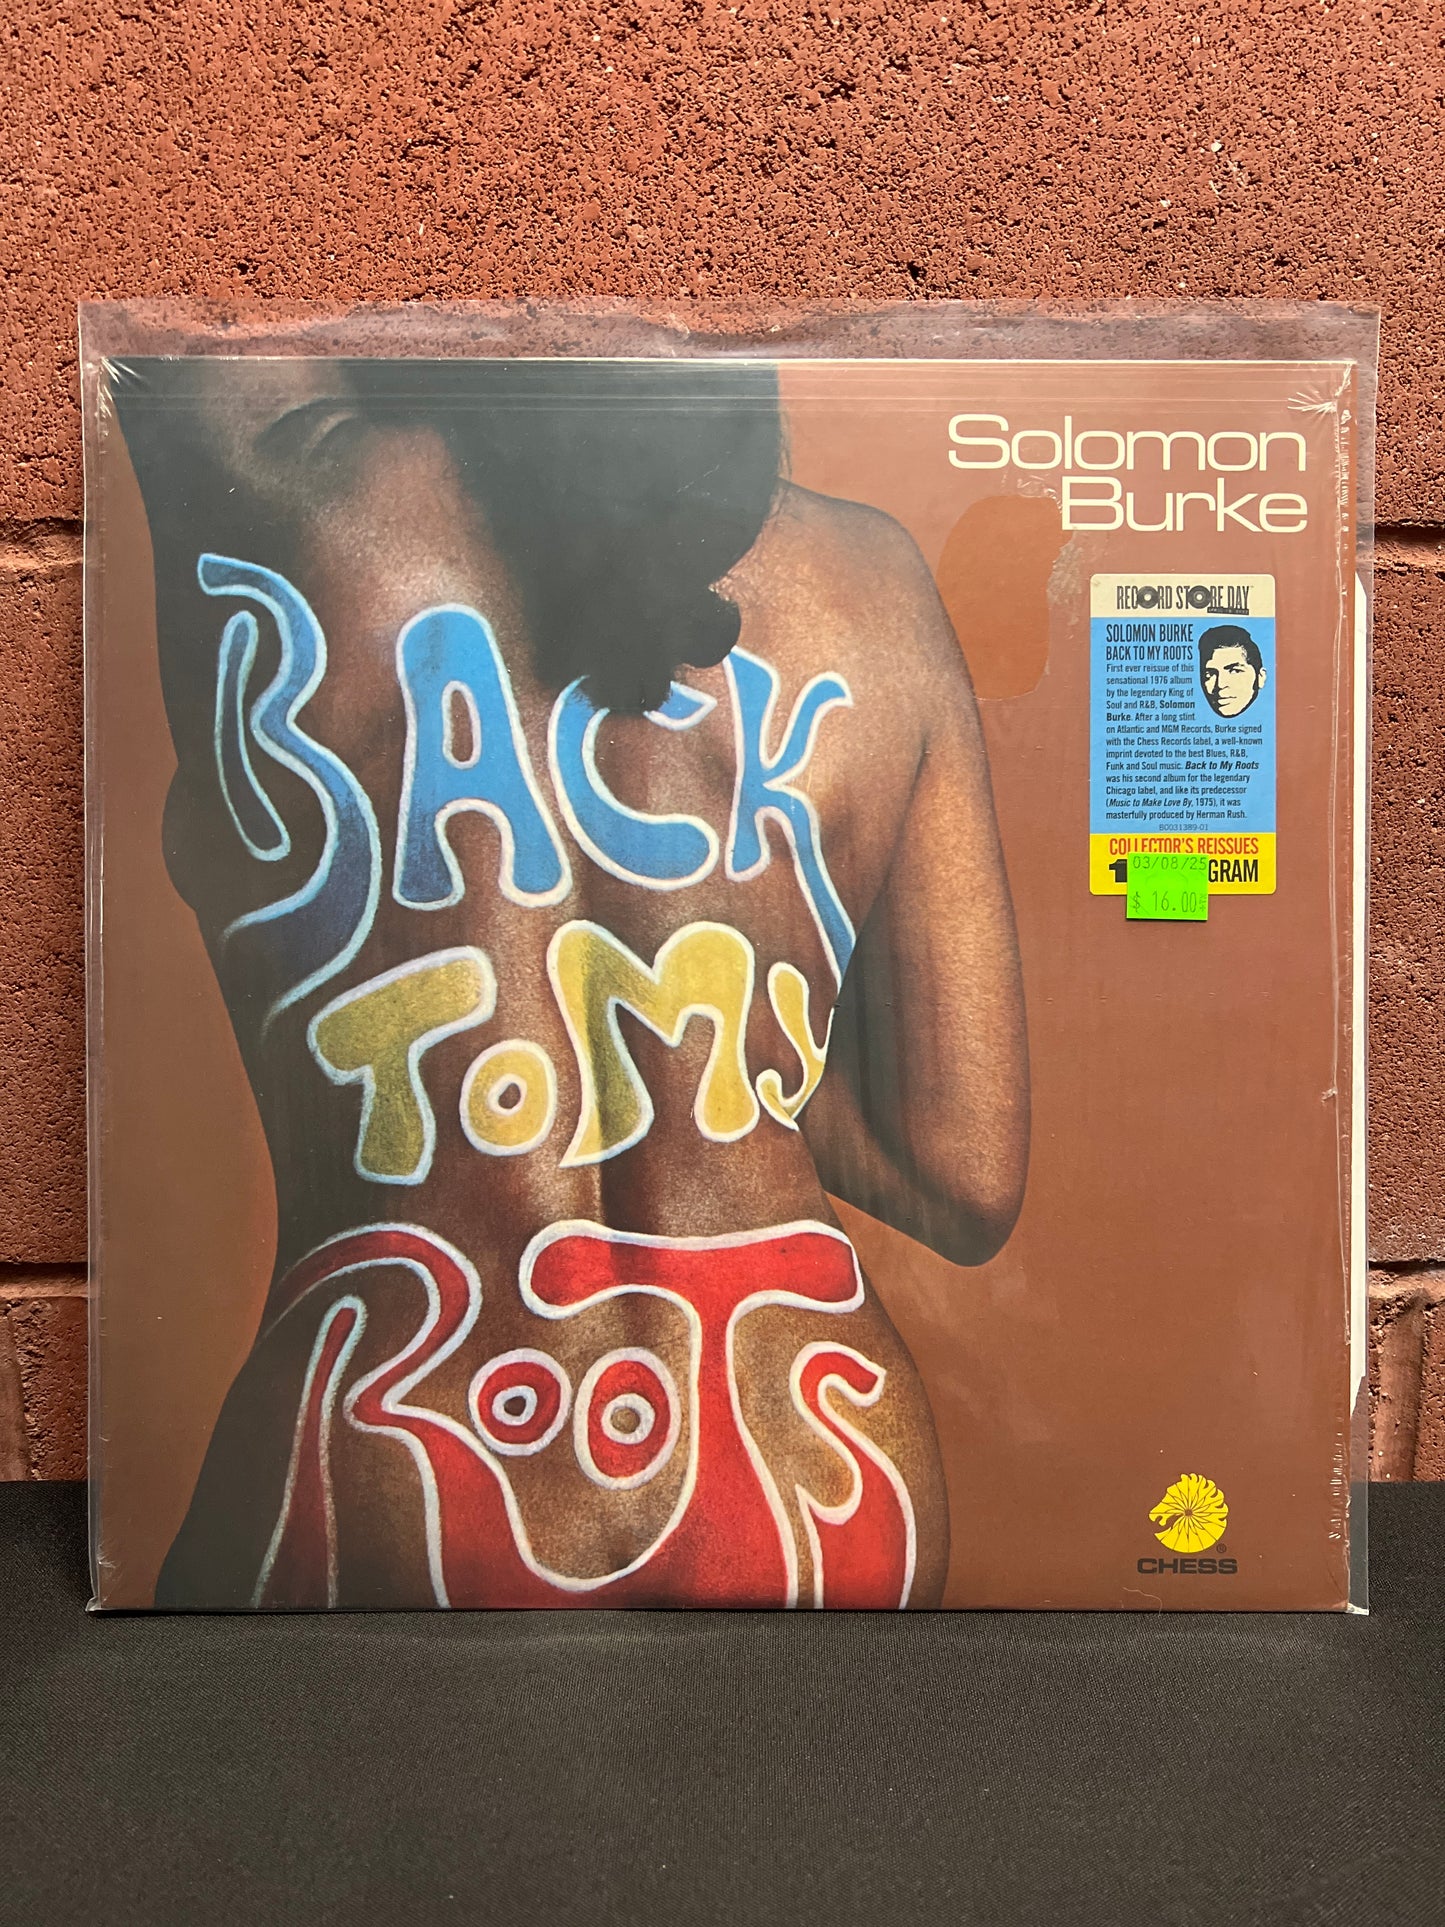 Solomon
Burke
BACK
TO MY
ROOTS
RECORD STORE DAY
SOLOMON BURKE
BACK TO MY ROOTS
First ever reissue of this
sensational 1976 album
by the legendary King of
Soul and R&B, Solomon
Burke. After a long stint
on Atlantic and MGM Records, Burke signed
with the Chess Records label, a well-known
imprint devoted to the best Blues, R&B,
Funk and Soul music. Back to My Roots
was his second album for the legendary
Chicago label, and like its predecessor
(Music to Make Love By, 1975), it was
masterfully produced by Herman Rush.
B0031389-01
COLLECTOR'S REISSUES
GRAM
03/08/25
$ 16.00
®
CHESS